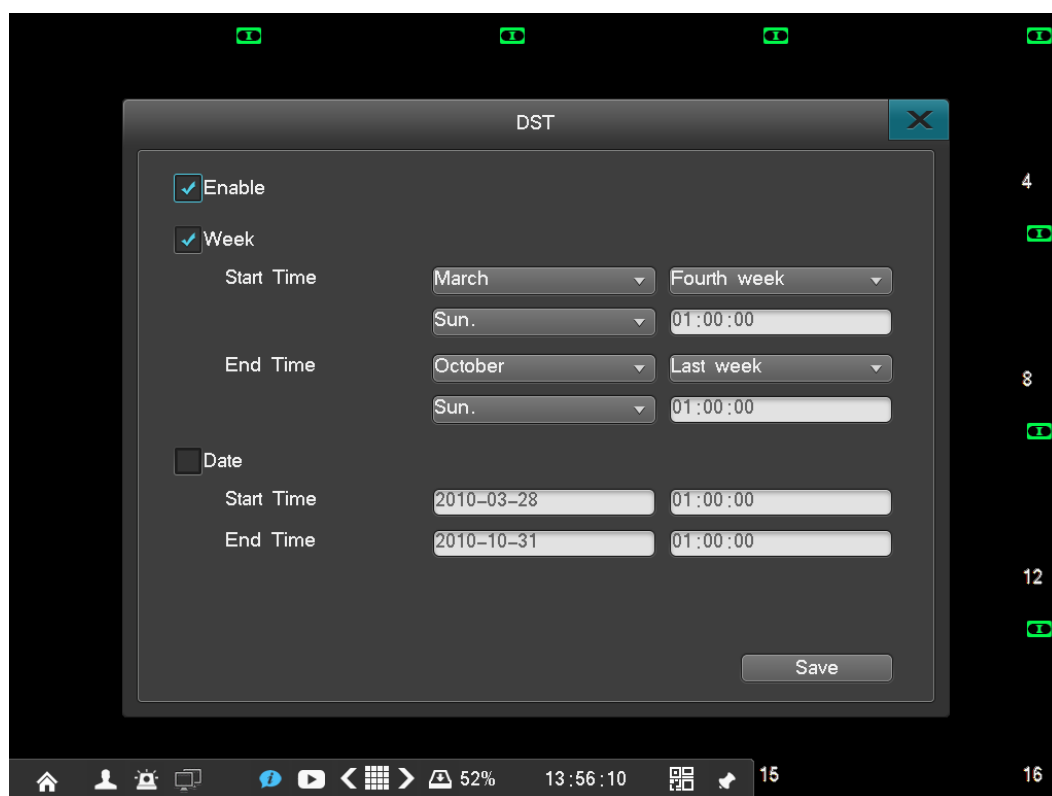 DST
Enable
4
Week
Start Time March Fourth week
Sun. 01:00:00
End Time October Last week
8
Sun. 01:00:00
Date
Start Time 2010-03-28 01:00:00
End Time 2010-10-31 01:00:00
12
Save
52% 13:56:10 15 16